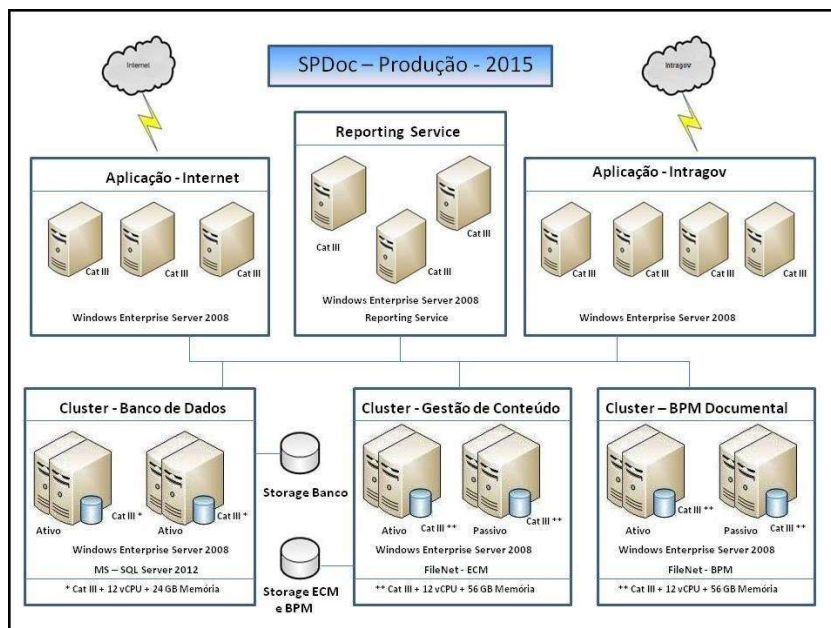 SPDoc – Produção - 2015
Internet
Intragov
Aplicação - Internet
Cat III
Cat III
Cat III
Windows Enterprise Server 2008
Reporting Service
Cat III
Cat III
Cat III
Windows Enterprise Server 2008
Reporting Service
Aplicação - Intragov
Cat III
Cat III
Cat III
Cat III
Windows Enterprise Server 2008
Cluster - Banco de Dados
Cat III *
Cat III *
Ativo
Ativo
Windows Enterprise Server 2008
MS – SQL Server 2012
* Cat III + 12 vCPU + 24 GB Memória
Storage Banco
Storage ECM
e BPM
Cluster - Gestão de Conteúdo
Cat III **
Cat III **
Ativo
Passivo
Windows Enterprise Server 2008
FileNet - ECM
** Cat III + 12 vCPU + 56 GB Memória
Cluster – BPM Documental
Cat III **
Cat III **
Ativo
Passivo
Windows Enterprise Server 2008
FileNet - BPM
** Cat III + 12 vCPU + 56 GB Memória